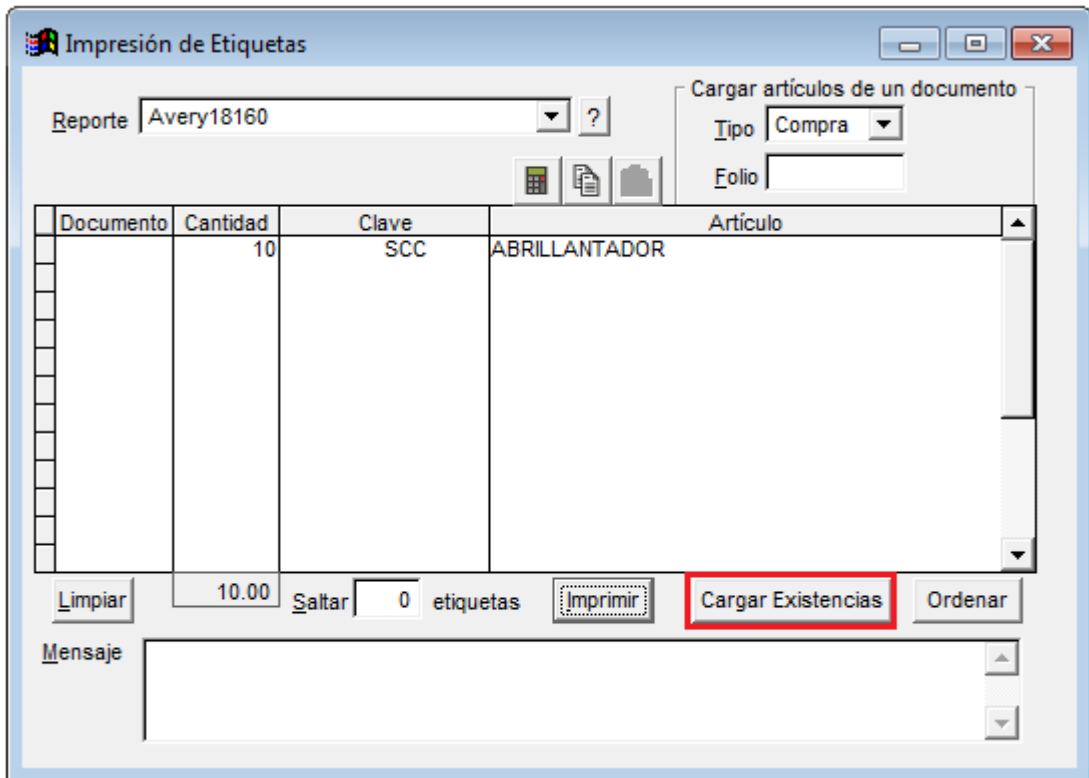 Impresión de Etiquetas
Cargar artículos de un documento
Reporte Avery18160 ?
Tipo Compra
Folio
Documento Cantidad Clave Artículo
10 SCC ABRILLANTADOR
Limpiar 10.00 Saltar 0 etiquetas Imprimir Cargar Existencias Ordenar
Mensaje